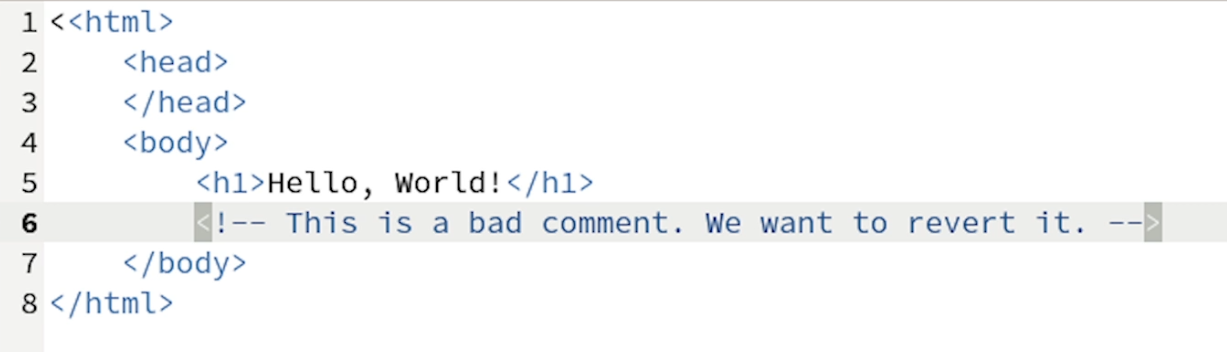 1 <<html>
2     <head>
3     </head>
4     <body>
5         <h1>Hello, World!</h1>
6         <!-- This is a bad comment. We want to revert it. -->
7     </body>
8 </html>